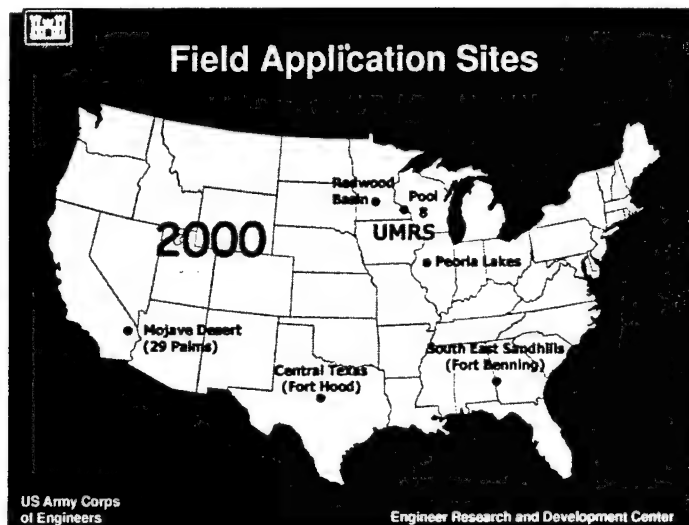 Field Application Sites
Redwood
Basin
Pool
8
UMRS
2000
Peoria Lakes
Mojave Desert
(29 Palms)
Central Texas
(Fort Hood)
South East Sandhills
(Fort Benning)
US Army Corps
of Engineers
Engineer Research and Development Center